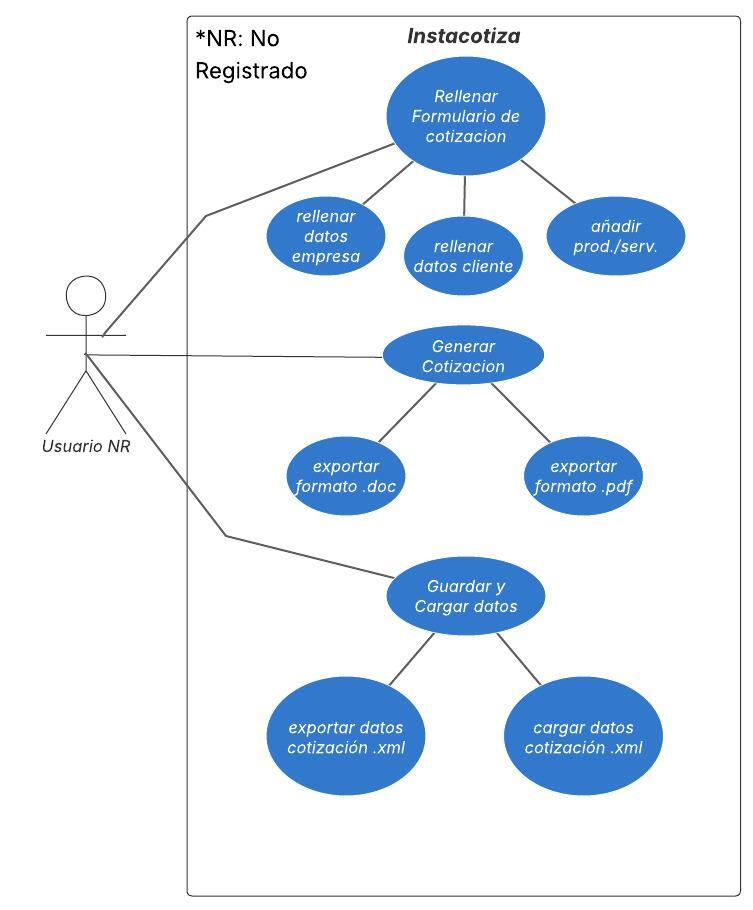 *NR: No
Registrado
Instacotiza
Rellenar
Formulario de
cotizacion
rellenar
datos
empresa
rellenar
datos cliente
añadir
prod./serv.
Generar
Cotizacion
Usuario NR
exportar
formato .doc
exportar
formato .pdf
Guardar y
Cargar datos
exportar datos
cotización .xml
cargar datos
cotización .xml